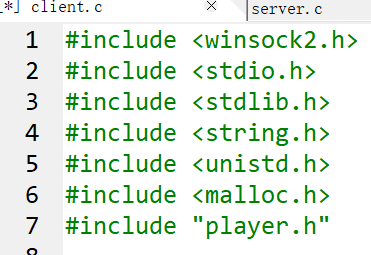 [*] client.c server.c
1 #include <winsock2.h>
2 #include <stdio.h>
3 #include <stdlib.h>
4 #include <string.h>
5 #include <unistd.h>
6 #include <malloc.h>
7 #include "player.h"